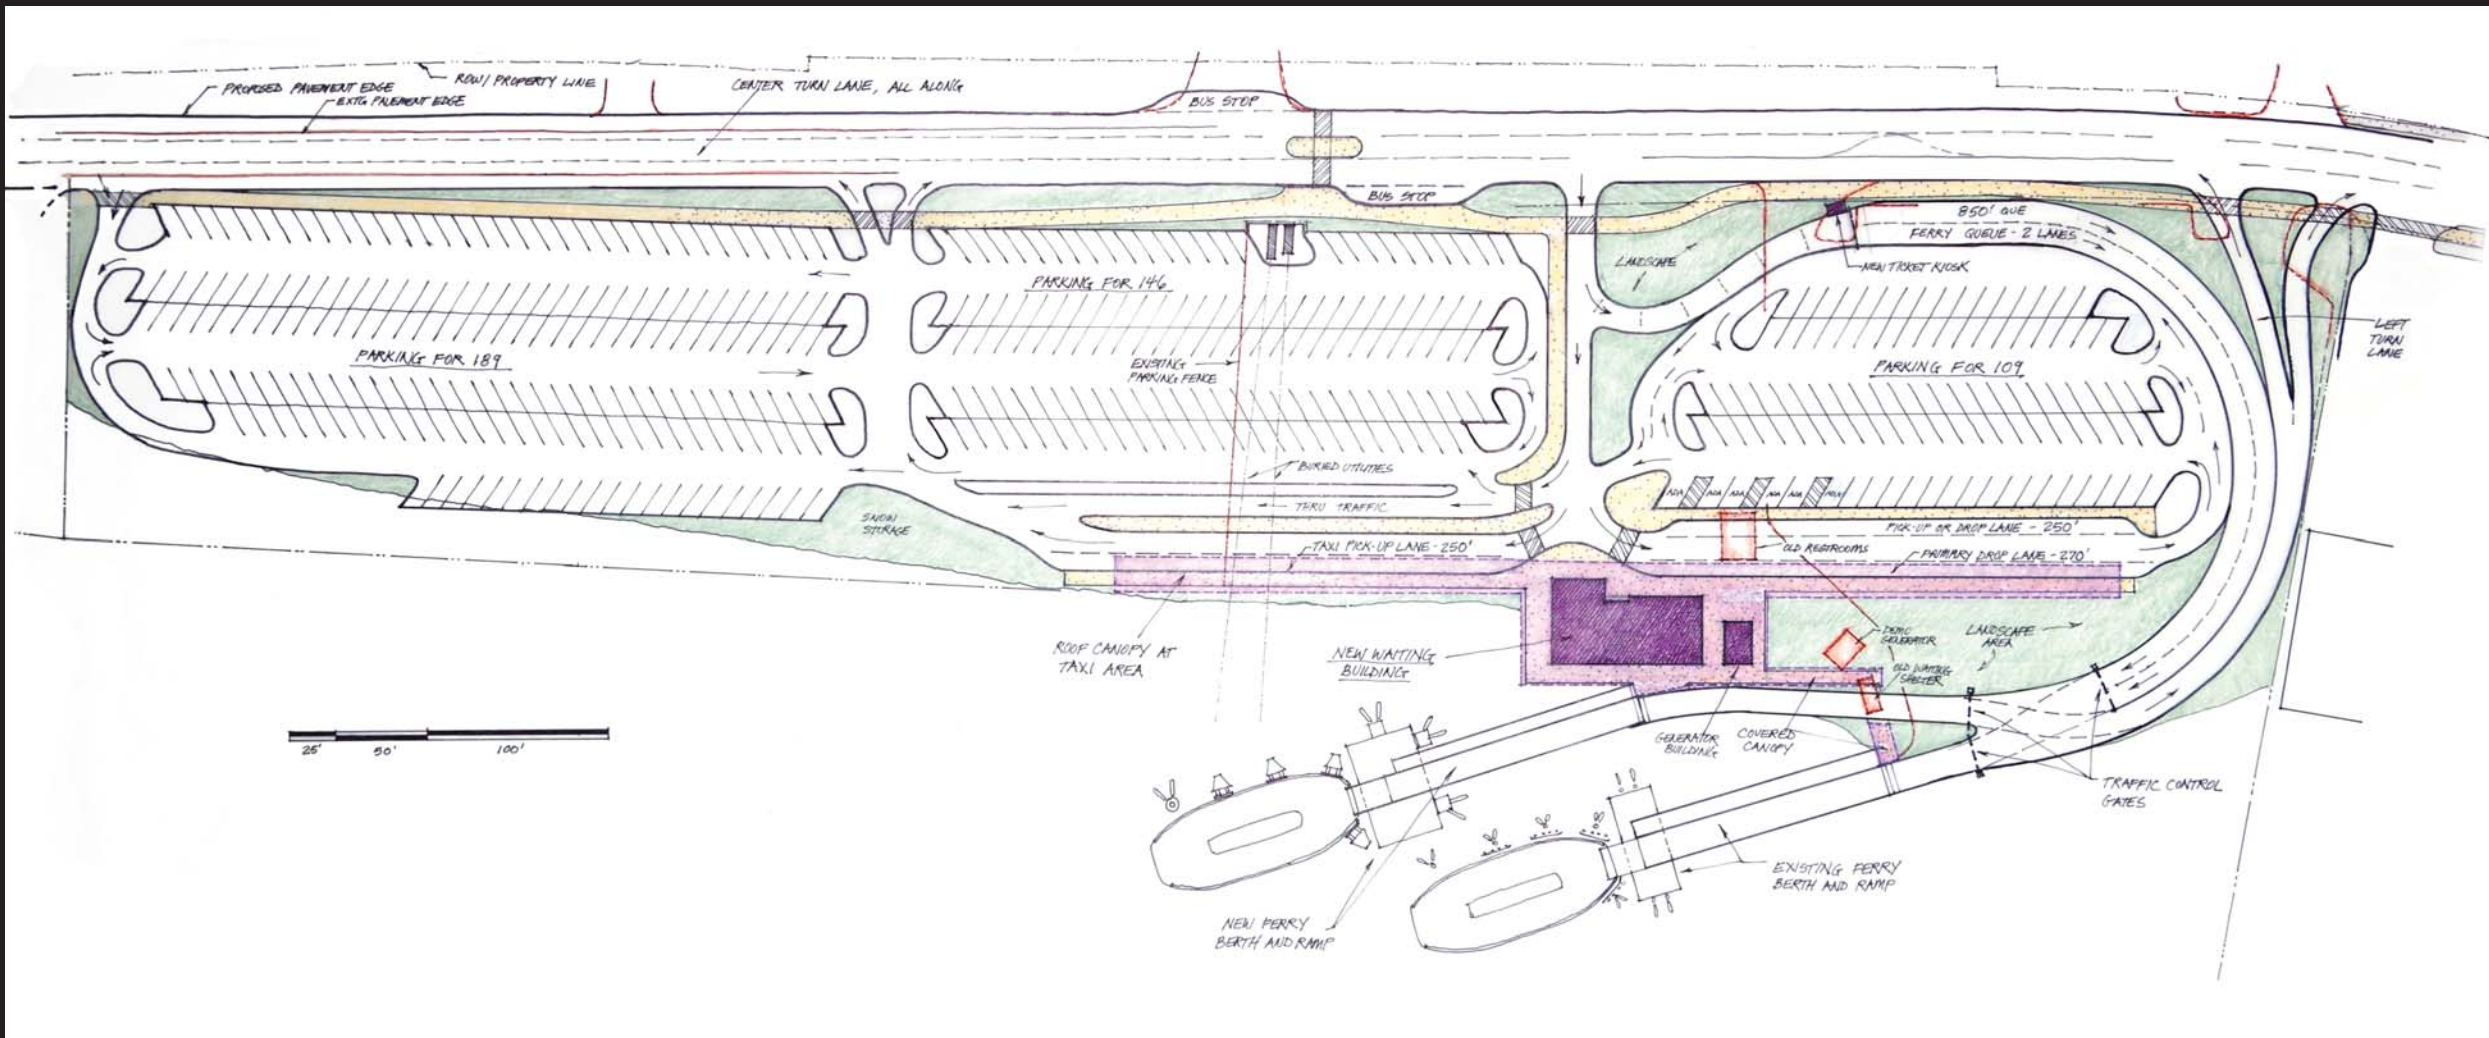 ROW/ PROPERTY LINE
PROPOSED PAVEMENT EDGE
EXTG PAVEMENT EDGE
CENTER TURN LANE, ALL ALONG
BUS STOP
BUS STOP
850' QUE
FERRY QUEUE - 2 LANES
LANDSCAPE
NEW TICKET KIOSK
PARKING FOR 146
PARKING FOR 189
EXISTING
PARKING FENCE
PARKING FOR 109
LEFT
TURN
LANE
BURIED UTILITIES
THRU TRAFFIC
ADA
ADA
ADA
ADA
ADA
SNOW
STORAGE
PICK-UP OR DROP LANE - 250'
TAXI PICK-UP LANE - 250'
OLD RESTROOMS
PRIMARY DROP LANE - 270'
ROOF CANOPY AT
TAXI AREA
NEW WAITING
BUILDING
DEMO
GENERATOR
LANDSCAPE
AREA
OLD WAITING
SHELTER
GENERATOR
BUILDING
COVERED
CANOPY
25'
50'
100'
TRAFFIC CONTROL
GATES
EXISTING FERRY
BERTH AND RAMP
NEW FERRY
BERTH AND RAMP